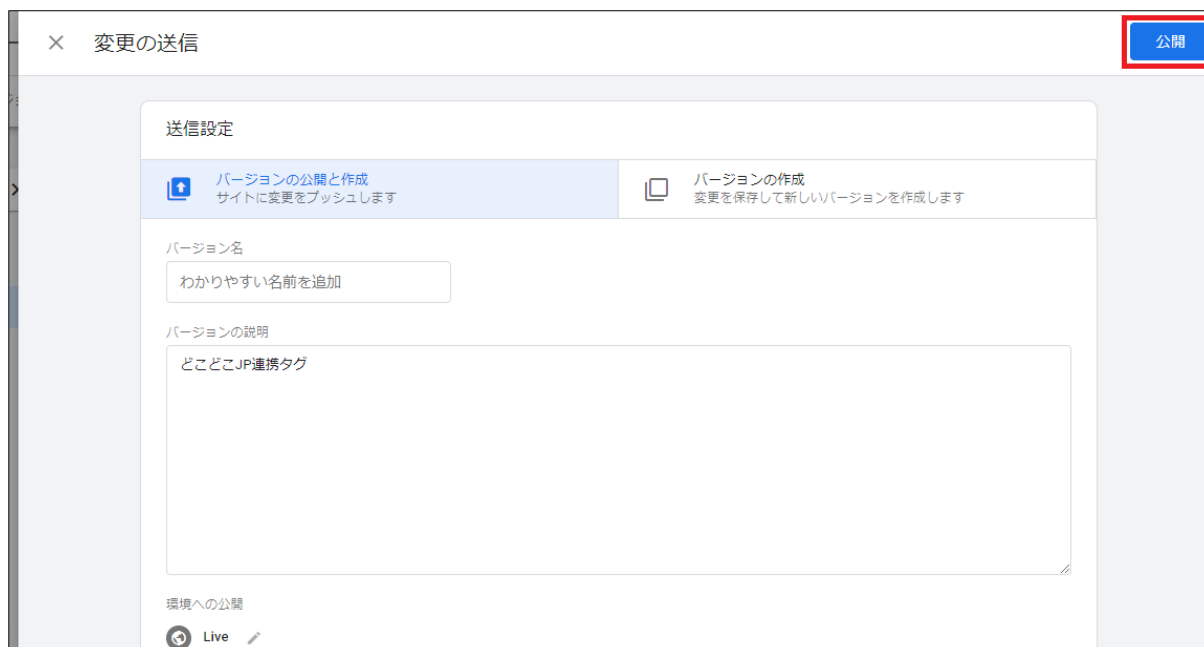 変更の送信
公開
送信設定
バージョンの公開と作成
サイトに変更をプッシュします
バージョンの作成
変更を保存して新しいバージョンを作成します
バージョン名
わかりやすい名前を追加
バージョンの説明
どこどこJP連携タグ
環境への公開
Live